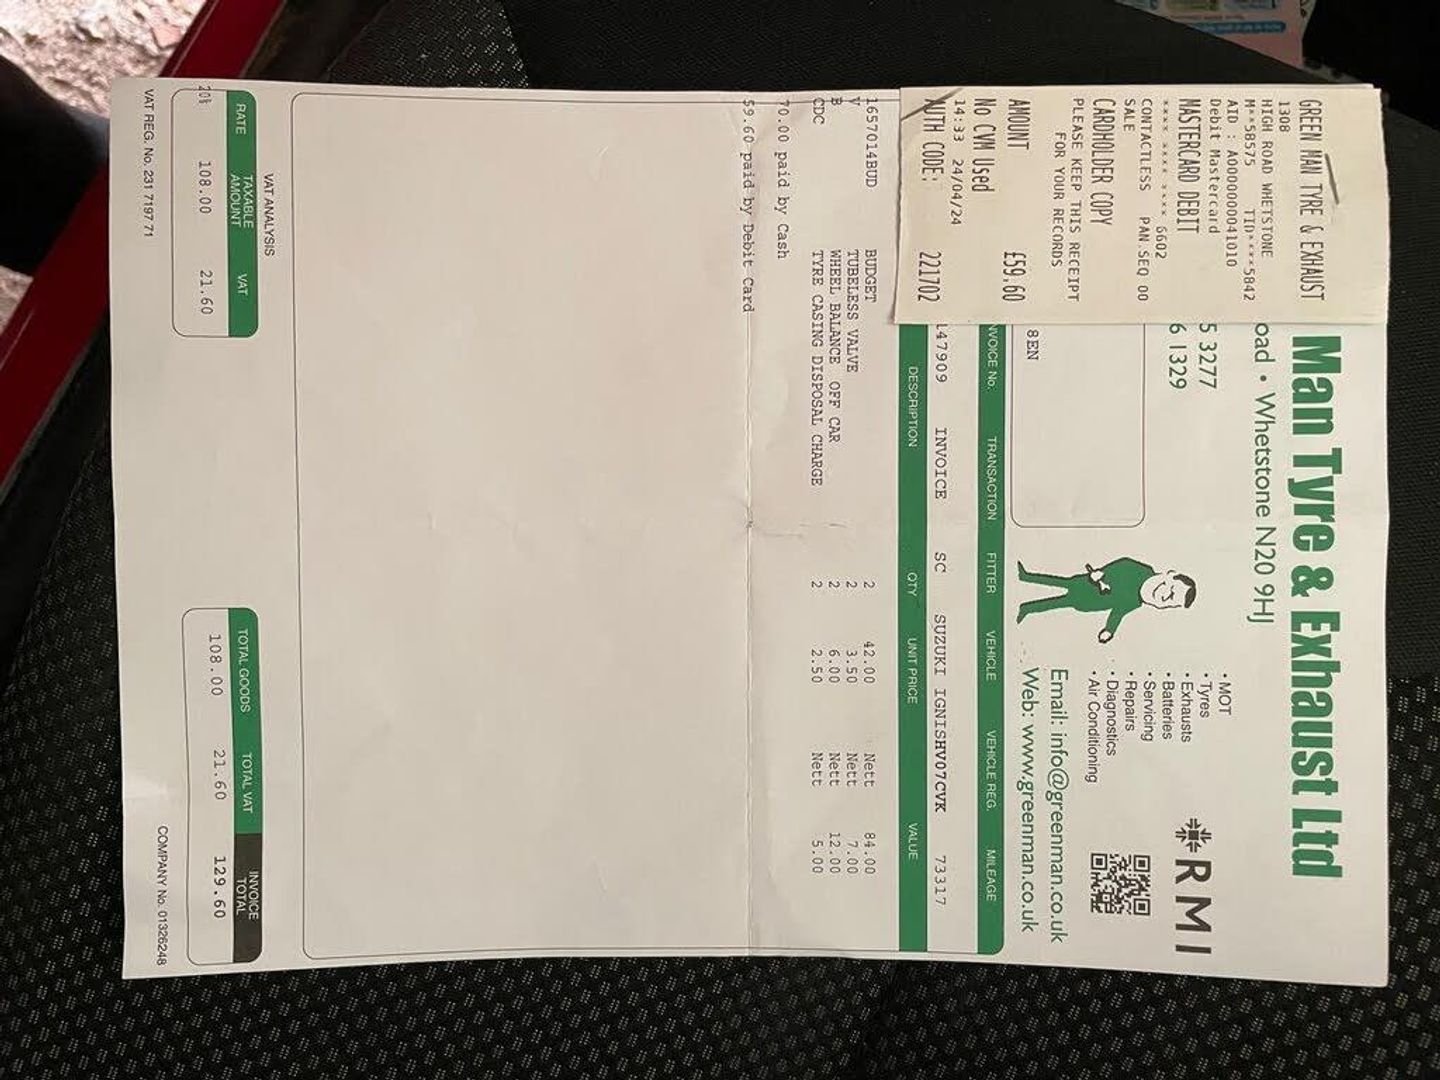 GREEN MAN TYRE & EXHAUST
1308
HIGH ROAD WHETSTONE
M**58575 TID****5842
AID : A0000000041010
Debit Mastercard
MASTERCARD DEBIT
**** **** **** 6602
CONTACTLESS PAN.SEQ 00
SALE
CARDHOLDER COPY
PLEASE KEEP THIS RECEIPT
FOR YOUR RECORDS
AMOUNT £59.60
No CVM Used
14:33 24/04/24
AUTH CODE: 221702
Man Tyre & Exhaust Ltd
oad • Whetstone N20 9HJ
5 3277
6 1329
• MOT
• Tyres
• Exhausts
• Batteries
• Servicing
• Repairs
• Diagnostics
• Air Conditioning
RMI
Email: info@greenman.co.uk
Web: www.greenman.co.uk
8EN
NVOICE No. TRANSACTION FITTER VEHICLE VEHICLE REG. MILEAGE
147909 INVOICE SC SUZUKI IGNISHV07CVK 73317
DESCRIPTION QTY UNIT PRICE VALUE
1657014BUD BUDGET 2 42.00 Nett 84.00
V TUBELESS VALVE 2 3.50 Nett 7.00
B WHEEL BALANCE OFF CAR 2 6.00 Nett 12.00
CDC TYRE CASING DISPOSAL CHARGE 2 2.50 Nett 5.00
70.00 paid by Cash
59.60 paid by Debit Card
VAT ANALYSIS
RATE TAXABLE AMOUNT VAT
20% 108.00 21.60
TOTAL GOODS TOTAL VAT INVOICE TOTAL
108.00 21.60 129.60
VAT REG. No. 231 7197 71
COMPANY No. 01326248